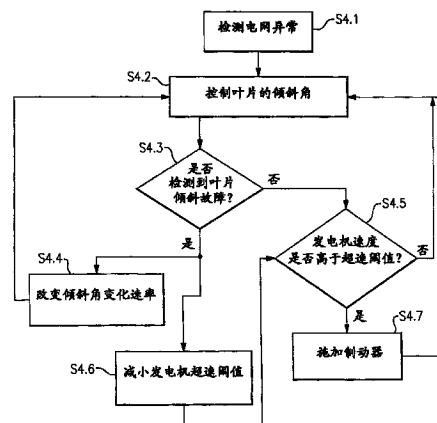 检测电网异常
S4.1
S4.2
控制叶片的倾斜角
S4.3
是否
检测到叶片
倾斜故障？
否
是
S4.5
发电机速度
是否高于超速阈值？
否
是
S4.4
改变倾斜角变化速率
S4.7
施加制动器
S4.6
减小发电机超速阈值